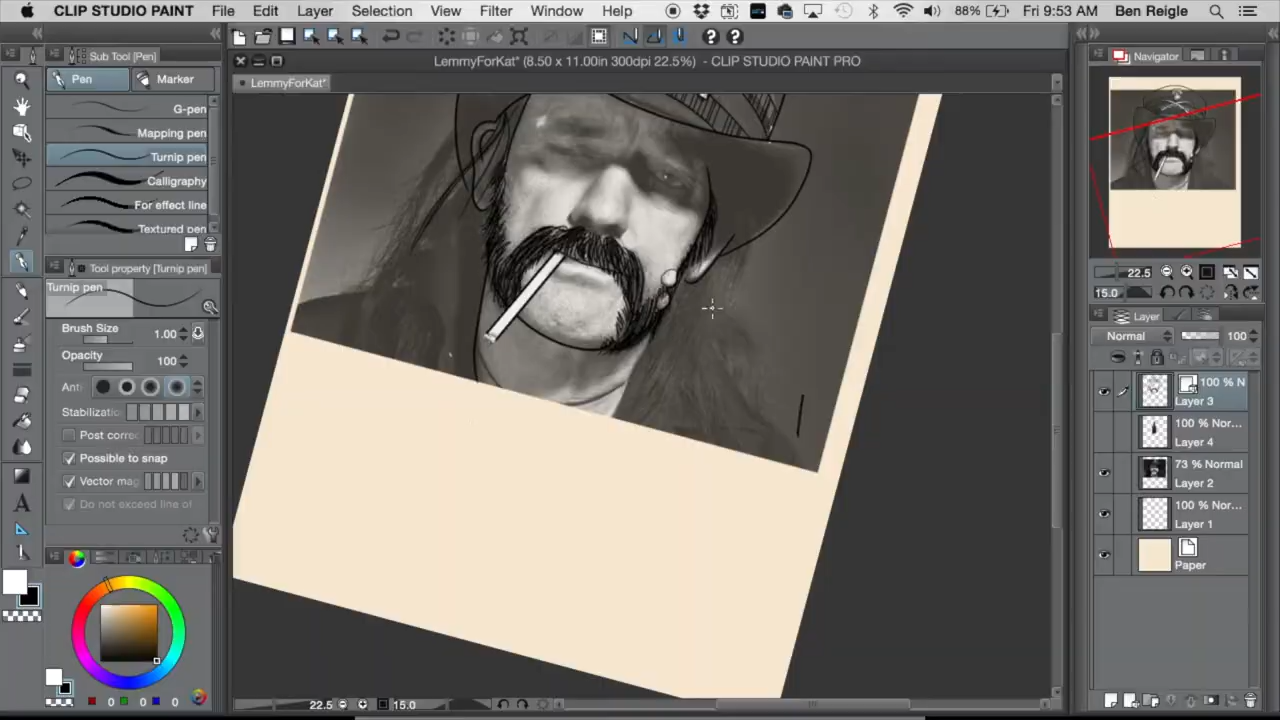 CLIP STUDIO PAINT File Edit Layer Selection View Filter Window Help 88% Fri 9:53 AM Ben Reigle
Sub Tool [Pen]
Pen Marker
G-pen
Mapping pen
Turnip pen
Calligraphy
For effect line
Textured pen
Tool property [Turnip pen]
Turnip pen
Brush Size 1.00
Opacity 100
Anti
Stabilization
Post correc
Possible to snap
Vector mag
Do not exceed line of
0 0 0
LemmyForKat* (8.50 x 11.00in 300dpi 22.5%) - CLIP STUDIO PAINT PRO
LemmyForKat*
22.5 15.0
Navigator
22.5
15.0
Layer
Normal 100
100 % N
Layer 3
100 % Nor...
Layer 4
73 % Normal
Layer 2
100 % Nor...
Layer 1
Paper